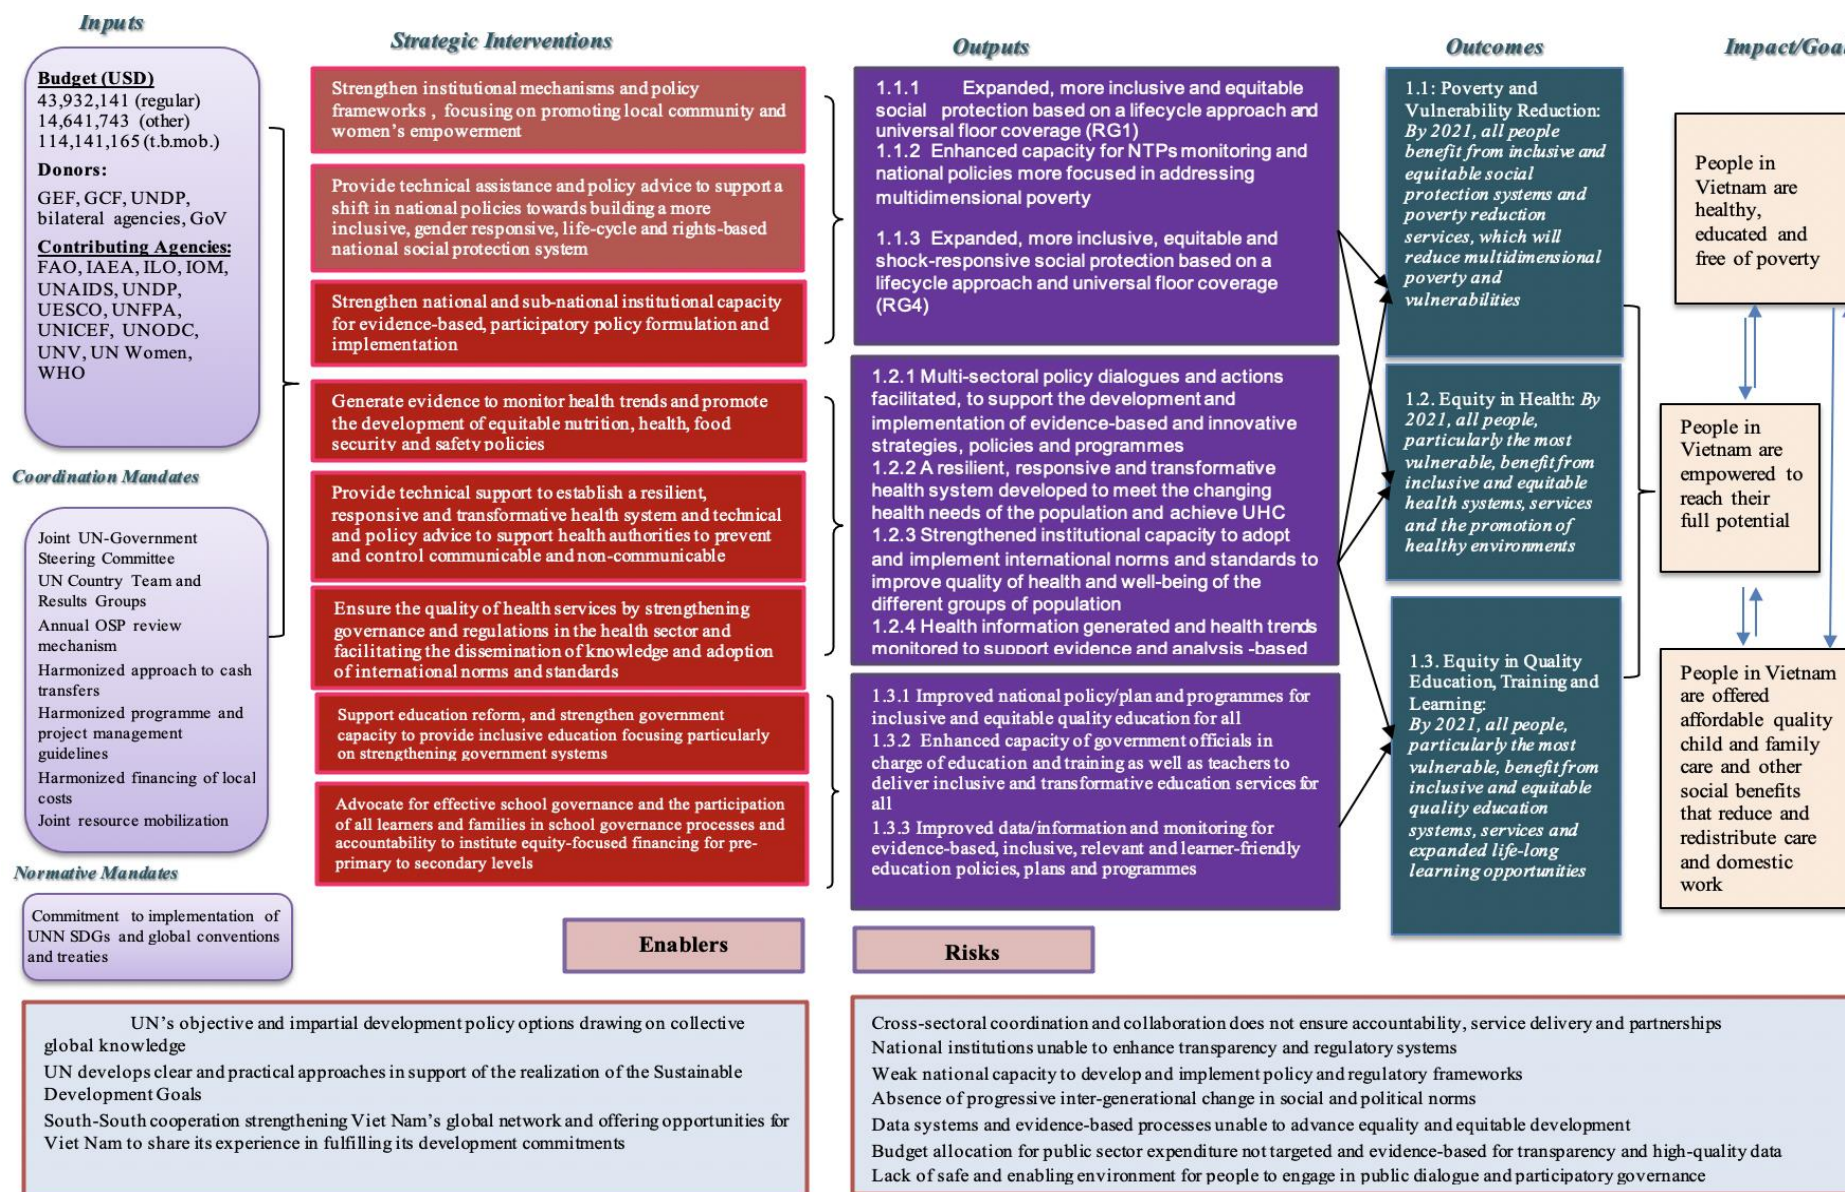 Inputs
Budget (USD)
43,932,141 (regular)
14,641,743 (other)
114,141,165 (t.b.mob.)
Donors:
GEF, GCF, UNDP,
bilateral agencies, GoV
Contributing Agencies:
FAO, IAEA, ILO, IOM,
UNAIDS, UNDP,
UESCO, UNFPA,
UNICEF, UNODC,
UNV, UN Women,
WHO
Coordination Mandates
Joint UN-Government
Steering Committee
UN Country Team and
Results Groups
Annual OSP review
mechanism
Harmonized approach to cash
transfers
Harmonized programme and
project management
guidelines
Harmonized financing of local
costs
Joint resource mobilization
Normative Mandates
Commitment to implementation of
UNN SDGs and global conventions
and treaties
Strategic Interventions
Strengthen institutional mechanisms and policy
frameworks , focusing on promoting local community and
women's empowerment
Provide technical assistance and policy advice to support a
shift in national policies towards building a more
inclusive, gender responsive, life-cycle and rights-based
national social protection system
Strengthen national and sub-national institutional capacity
for evidence-based, participatory policy formulation and
implementation
Generate evidence to monitor health trends and promote
the development of equitable nutrition, health, food
security and safety policies
Provide technical support to establish a resilient,
responsive and transformative health system and technical
and policy advice to support health authorities to prevent
and control communicable and non-communicable
Ensure the quality of health services by strengthening
governance and regulations in the health sector and
facilitating the dissemination of knowledge and adoption
of international norms and standards
Support education reform, and strengthen government
capacity to provide inclusive education focusing particularly
on strengthening government systems
Advocate for effective school governance and the participation
of all learners and families in school governance processes and
accountability to institute equity-focused financing for pre-
primary to secondary levels
Outputs
1.1.1 Expanded, more inclusive and equitable
social protection based on a lifecycle approach and
universal floor coverage (RG1)
1.1.2 Enhanced capacity for NTPs monitoring and
national policies more focused in addressing
multidimensional poverty
1.1.3 Expanded, more inclusive, equitable and
shock-responsive social protection based on a
lifecycle approach and universal floor coverage
(RG4)
1.2.1 Multi-sectoral policy dialogues and actions
facilitated, to support the development and
implementation of evidence-based and innovative
strategies, policies and programmes
1.2.2 A resilient, responsive and transformative
health system developed to meet the changing
health needs of the population and achieve UHC
1.2.3 Strengthened institutional capacity to adopt
and implement international norms and standards to
improve quality of health and well-being of the
different groups of population
1.2.4 Health information generated and health trends
monitored to support evidence and analysis -based
1.3.1 Improved national policy/plan and programmes for
inclusive and equitable quality education for all
1.3.2 Enhanced capacity of government officials in
charge of education and training as well as teachers to
deliver inclusive and transformative education services for
all
1.3.3 Improved data/information and monitoring for
evidence-based, inclusive, relevant and learner-friendly
education policies, plans and programmes
Outcomes
1.1: Poverty and
Vulnerability Reduction:
By 2021, all people
benefit from inclusive and
equitable social
protection systems and
poverty reduction
services, which will
reduce multidimensional
poverty and
vulnerabilities
1.2. Equity in Health: By
2021, all people,
particularly the most
vulnerable, benefit from
inclusive and equitable
health systems, services
and the promotion of
healthy environments
1.3. Equity in Quality
Education, Training and
Learning:
By 2021, all people,
particularly the most
vulnerable, benefit from
inclusive and equitable
quality education
systems, services and
expanded life-long
learning opportunities
Impact/Goal
People in
Vietnam are
healthy,
educated and
free of poverty
People in
Vietnam are
empowered to
reach their
full potential
People in Vietnam
are offered
affordable quality
child and family
care and other
social benefits
that reduce and
redistribute care
and domestic
work
Enablers
UN's objective and impartial development policy options drawing on collective
global knowledge
UN develops clear and practical approaches in support of the realization of the Sustainable
Development Goals
South-South cooperation strengthening Viet Nam's global network and offering opportunities for
Viet Nam to share its experience in fulfilling its development commitments
Risks
Cross-sectoral coordination and collaboration does not ensure accountability, service delivery and partnerships
National institutions unable to enhance transparency and regulatory systems
Weak national capacity to develop and implement policy and regulatory frameworks
Absence of progressive inter-generational change in social and political norms
Data systems and evidence-based processes unable to advance equality and equitable development
Budget allocation for public sector expenditure not targeted and evidence-based for transparency and high-quality data
Lack of safe and enabling environment for people to engage in public dialogue and participatory governance